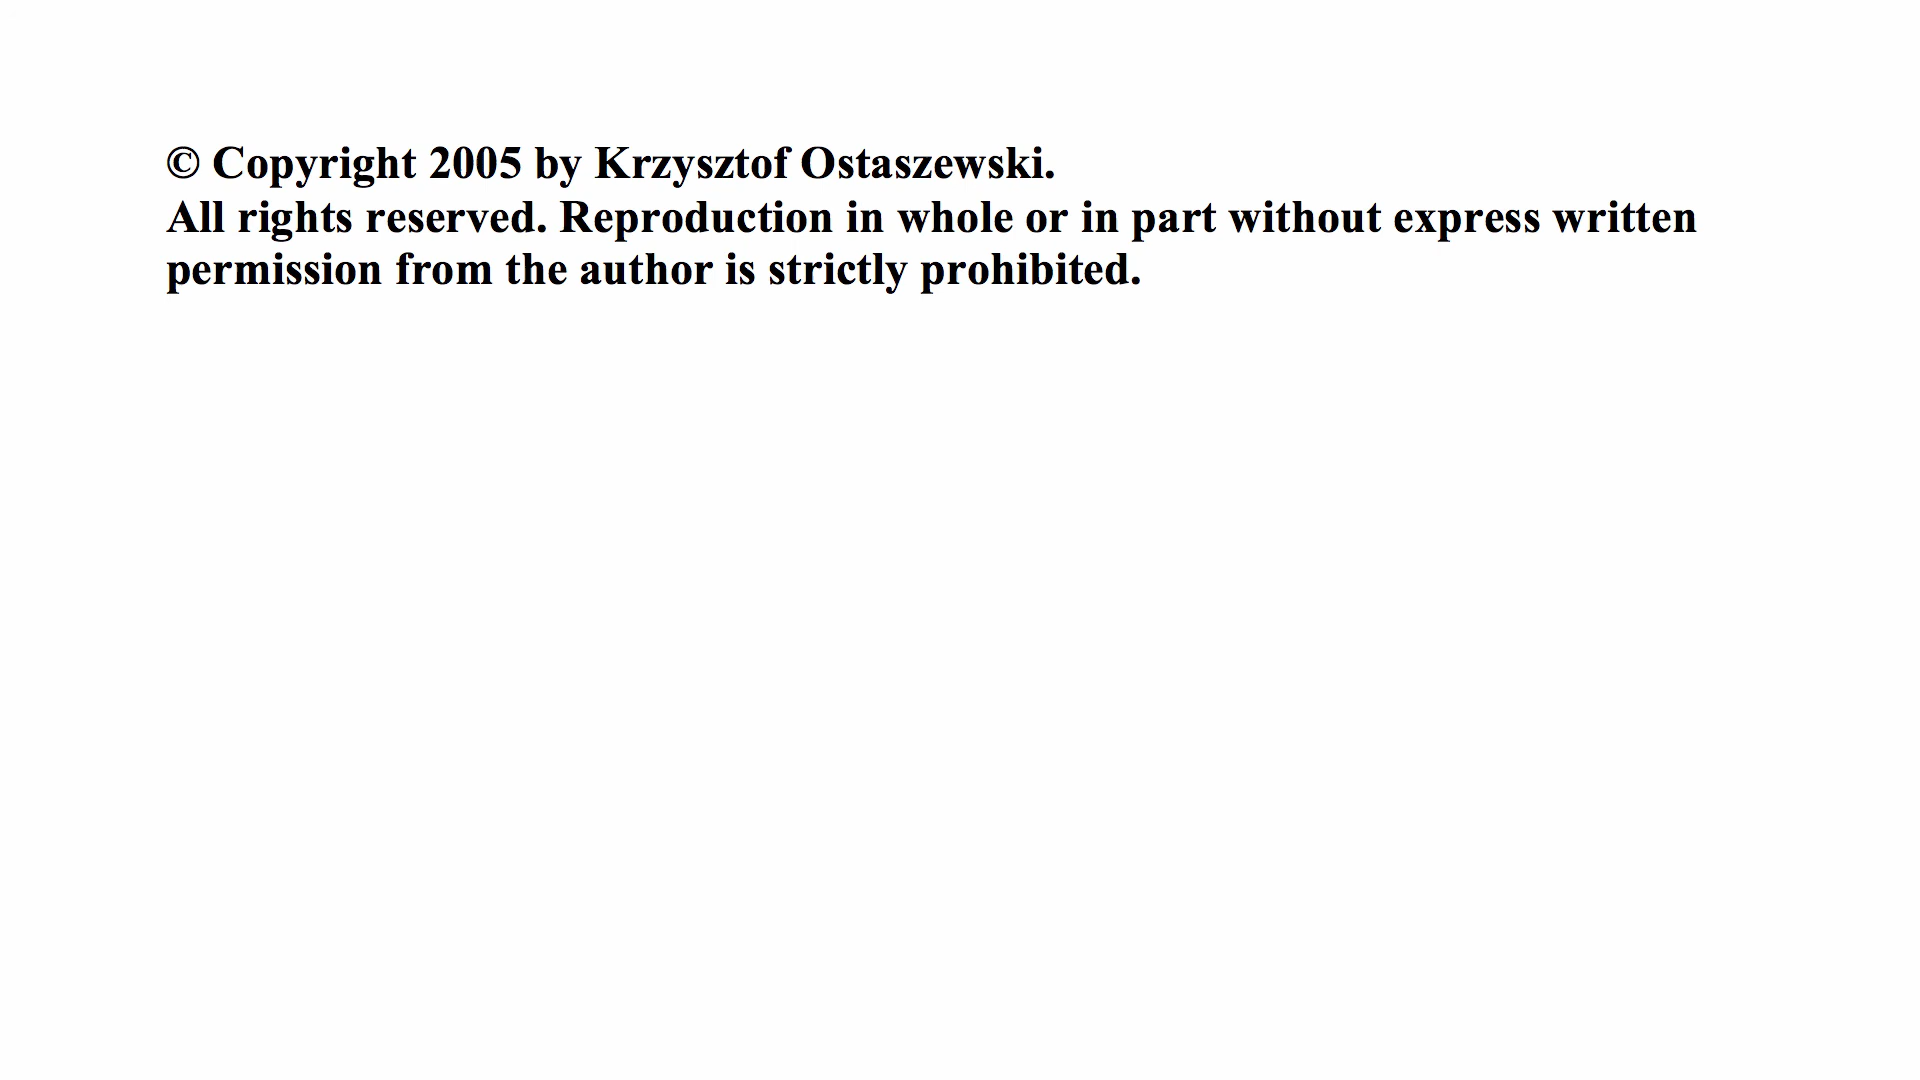 © Copyright 2005 by Krzysztof Ostaszewski.
All rights reserved. Reproduction in whole or in part without express written
permission from the author is strictly prohibited.